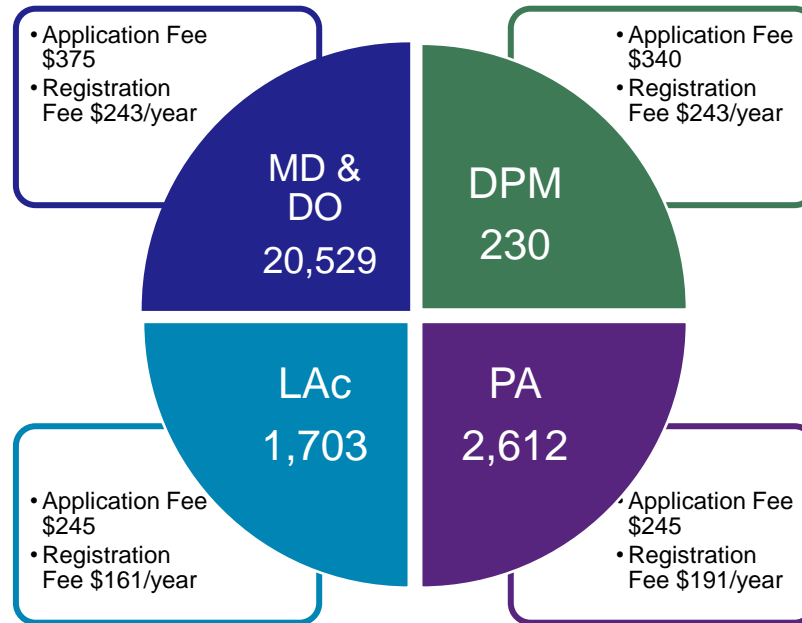 • Application Fee
$375
• Registration
Fee $243/year
• Application Fee
$340
• Registration
Fee $243/year
MD &
DO
20,529
DPM
230
LAc
1,703
PA
2,612
• Application Fee
$245
• Registration
Fee $161/year
• Application Fee
$245
• Registration
Fee $191/year